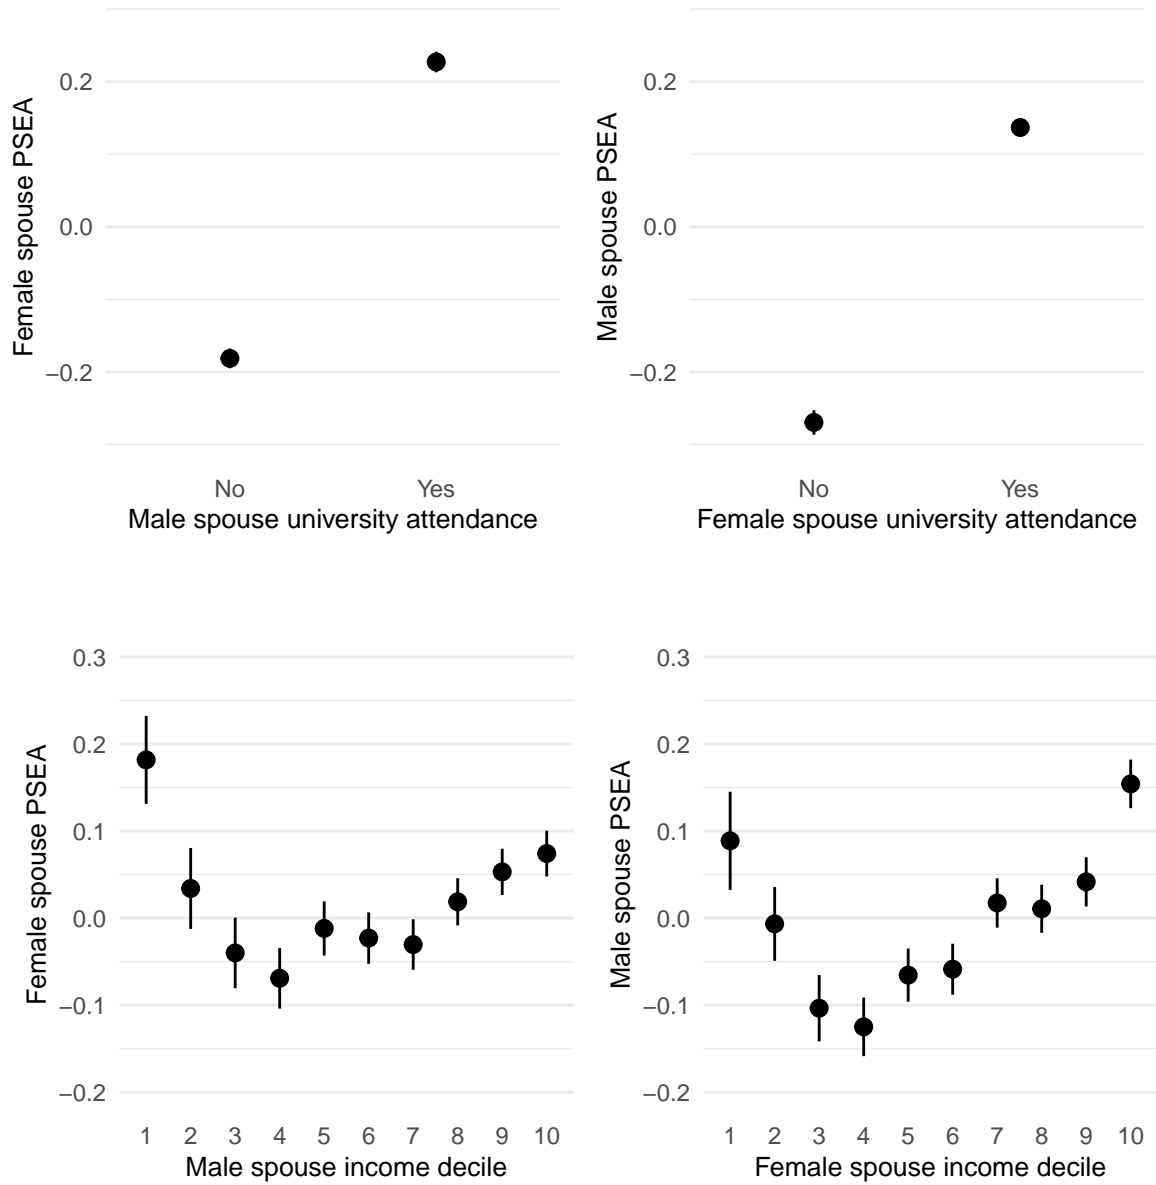 Female spouse PSEA
0.2
0.0
−0.2
No
Yes
Male spouse university attendance
Male spouse PSEA
0.2
0.0
−0.2
No
Yes
Female spouse university attendance
Female spouse PSEA
0.3
0.2
0.1
0.0
−0.1
−0.2
1 2 3 4 5 6 7 8 9 10
Male spouse income decile
Male spouse PSEA
0.3
0.2
0.1
0.0
−0.1
−0.2
1 2 3 4 5 6 7 8 9 10
Female spouse income decile